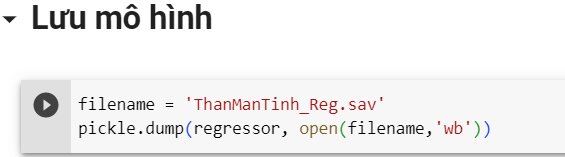 Lưu mô hình
filename = 'ThanManTinh_Reg.sav'
pickle.dump(regressor, open(filename,'wb'))